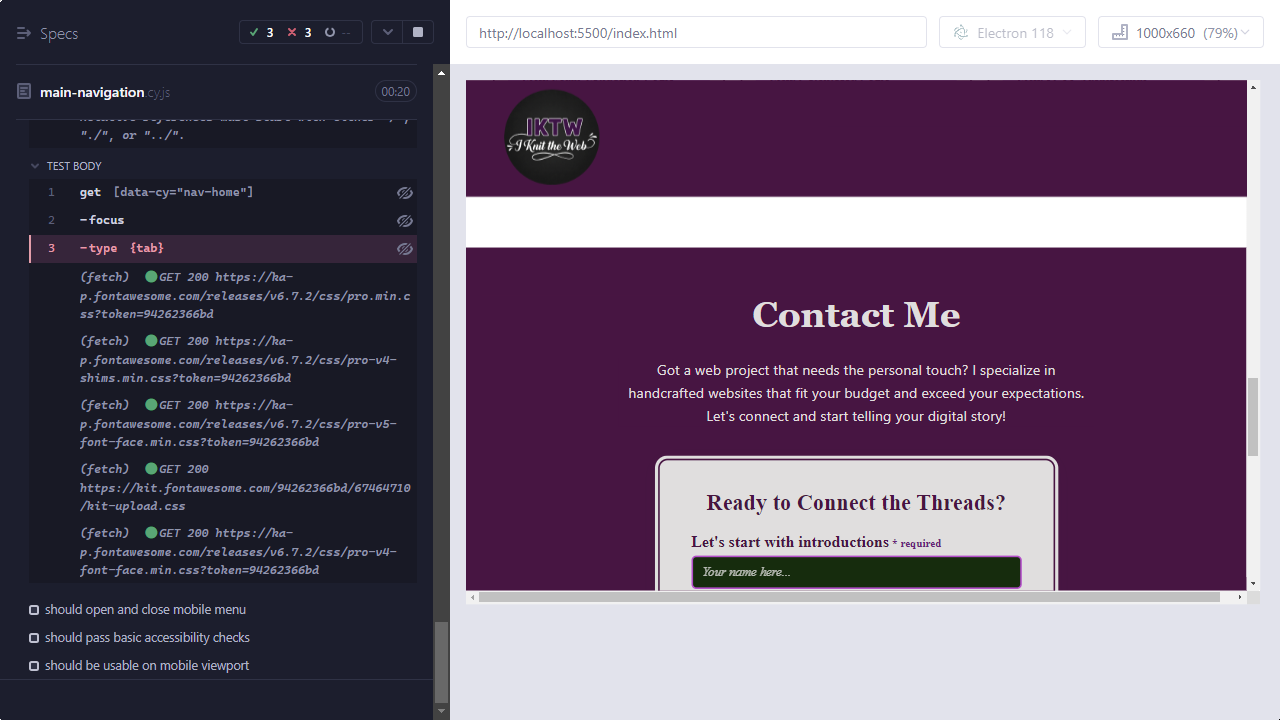 Specs
3
3
--
main-navigation.cy.js
00:20
"./", or "../".
TEST BODY
1 get [data-cy="nav-home"]
2 -focus
3 -type {tab}
(fetch) GET 200 https://ka-
p.fontawesome.com/releases/v6.7.2/css/pro.min.c
ss?token=94262366bd
(fetch) GET 200 https://ka-
p.fontawesome.com/releases/v6.7.2/css/pro-v4-
shims.min.css?token=94262366bd
(fetch) GET 200 https://ka-
p.fontawesome.com/releases/v6.7.2/css/pro-v5-
font-face.min.css?token=94262366bd
(fetch) GET 200
https://kit.fontawesome.com/94262366bd/67464710
/kit-upload.css
(fetch) GET 200 https://ka-
p.fontawesome.com/releases/v6.7.2/css/pro-v4-
font-face.min.css?token=94262366bd
should open and close mobile menu
should pass basic accessibility checks
should be usable on mobile viewport
http://localhost:5500/index.html
Electron 118
1000x660 (79%)
IKTW
I Knit the Web
Contact Me
Got a web project that needs the personal touch? I specialize in
handcrafted websites that fit your budget and exceed your expectations.
Let's connect and start telling your digital story!
Ready to Connect the Threads?
Let's start with introductions * required
Your name here...